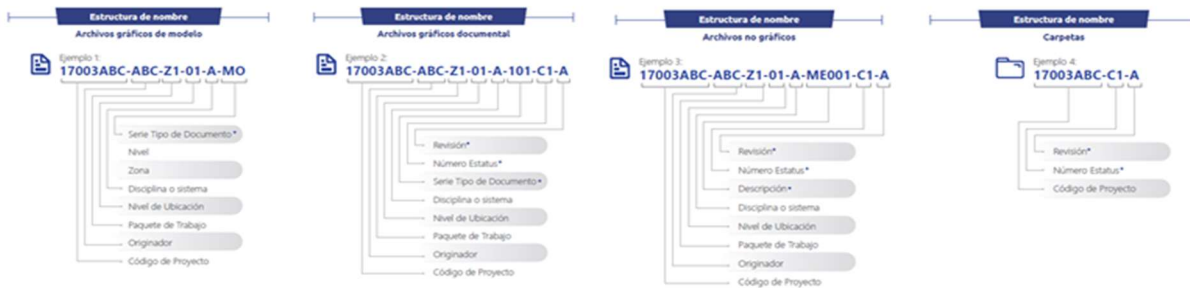 Estructura de nombre
Archivos gráficos de modelo
Ejemplo 1:
17003ABC-ABC-Z1-01-A-MO
Serie Tipo de Documento*
Nivel
Zona
Disciplina o sistema
Nivel de Ubicación
Paquete de Trabajo
Originador
Código de Proyecto
Estructura de nombre
Archivos gráficos documental
Ejemplo 2:
17003ABC-ABC-Z1-01-A-101-C1-A
Revisión*
Número Estatus*
Serie Tipo de Documento*
Disciplina o sistema
Nivel de Ubicación
Paquete de Trabajo
Originador
Código de Proyecto
Estructura de nombre
Archivos no gráficos
Ejemplo 3:
17003ABC-ABC-Z1-01-A-ME001-C1-A
Revisión*
Número Estatus*
Descripción*
Disciplina o sistema
Nivel de Ubicación
Paquete de Trabajo
Originador
Código de Proyecto
Estructura de nombre
Carpetas
Ejemplo 4:
17003ABC-C1-A
Revisión*
Número Estatus*
Código de Proyecto